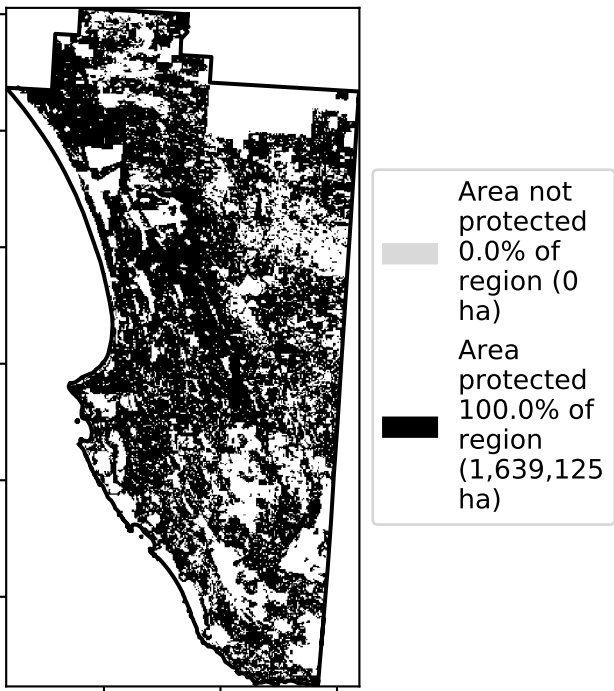 Area not
protected
0.0% of
region (0
ha)
Area
protected
100.0% of
region
(1,639,125
ha)